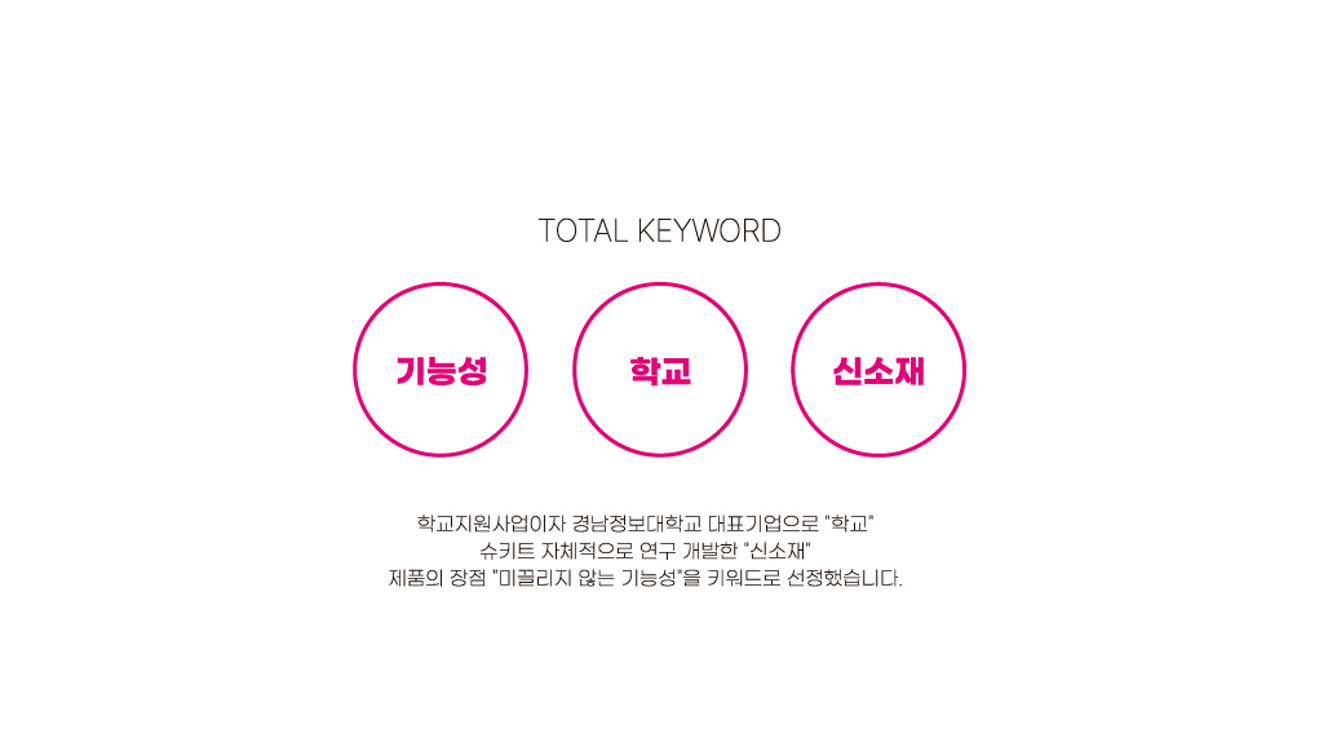 TOTAL KEYWORD
기능성
학교
신소재
학교지원사업이자 경남정보대학교 대표기업으로 "학교"
슈키트 자체적으로 연구 개발한 "신소재"
제품의 장점 "미끌리지 않는 기능성"을 키워드로 선정했습니다.